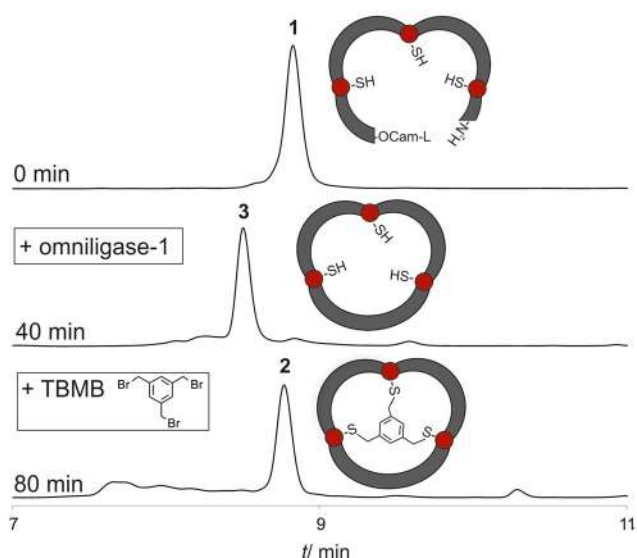 1
-SH
-SH
HS-
-OCam-L
H₂N-
0 min
3
+ omniligase-1
-SH
-SH
HS-
40 min
2
+ TBMB
Br
Br
Br
-S
-S
S-
80 min
7
9
11
t/ min